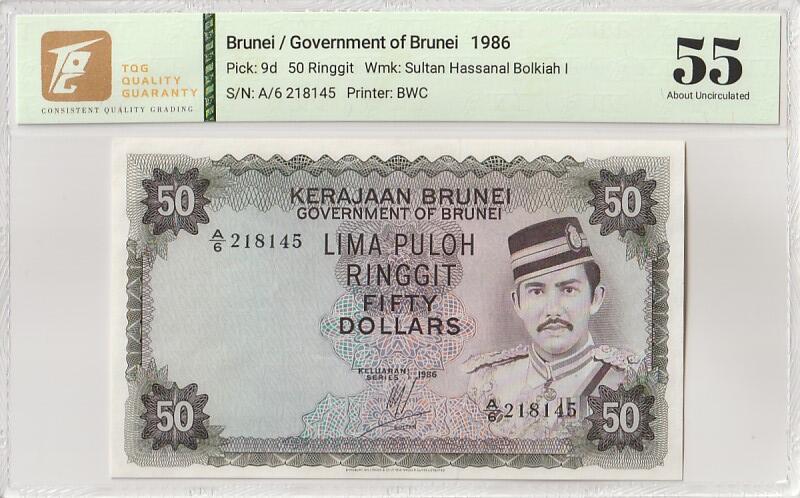 TQG
QUALITY
GUARANTY
CONSISTENT QUALITY GRADING
Brunei / Government of Brunei 1986
Pick: 9d 50 Ringgit Wmk: Sultan Hassanal Bolkiah I
S/N: A/6 218145 Printer: BWC
55
About Uncirculated
50
KERAJAAN BRUNEI
GOVERNMENT OF BRUNEI
50
A/6 218145
LIMA PULOH
RINGGIT
FIFTY
DOLLARS
KELUARAN
SERIES 1986
SULTAN
A/6 218145
50
50